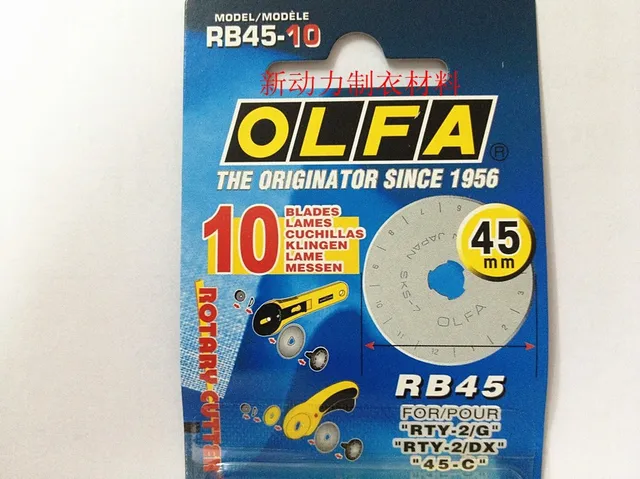 MODEL/MODÈLE
RB45-10
新动力制衣材料
OLFA®
THE ORIGINATOR SINCE 1956
10
BLADES
LAMES
CUCHILLAS
KLINGEN
LAME
MESSEN
45
mm
JAPAN SKS-7
OLFA
ROTARY CUTTE
RB45
FOR/POUR
"RTY-2/G"
"RTY-2/DX"
"45-C"